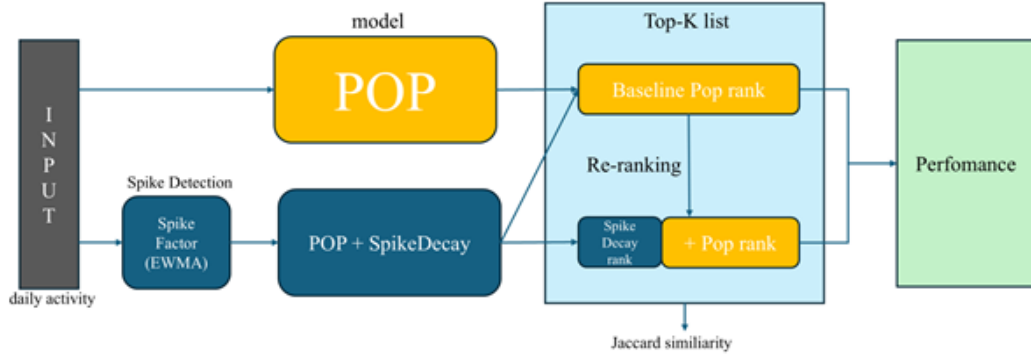 model
Top-K list
INPUT
POP
Baseline Pop rank
Re-ranking
Perfomance
Spike Detection
Spike
Factor
(EWMA)
POP + SpikeDecay
Spike
Decay
rank
+ Pop rank
daily activity
Jaccard similiarity